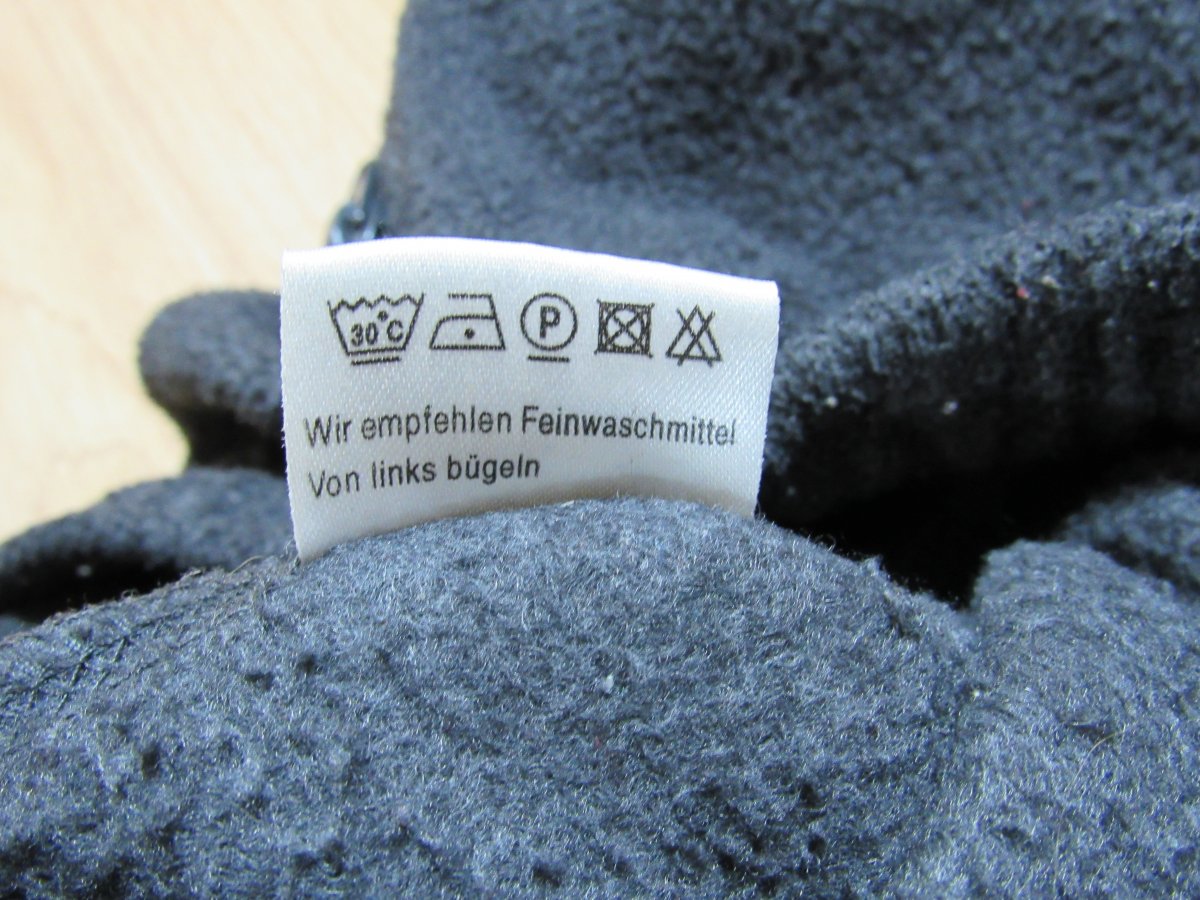 30°C P
Wir empfehlen Feinwaschmittel
Von links bügeln